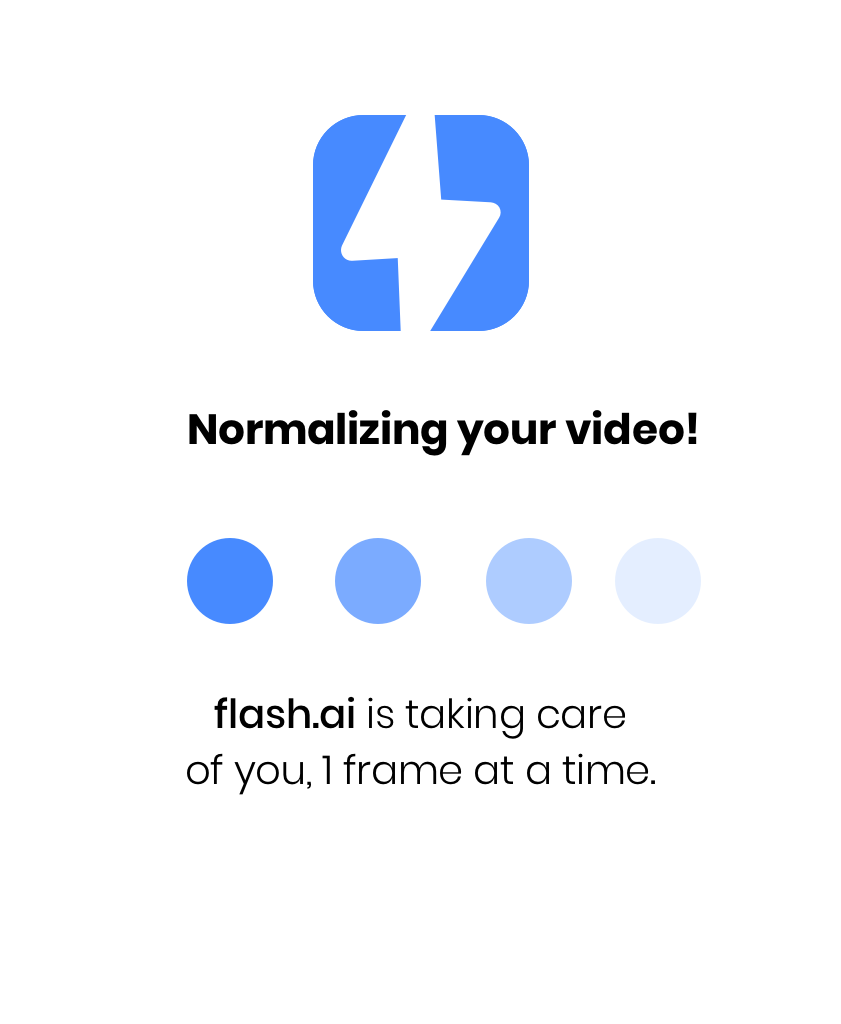 Normalizing your video!
flash.ai is taking care
of you, 1 frame at a time.